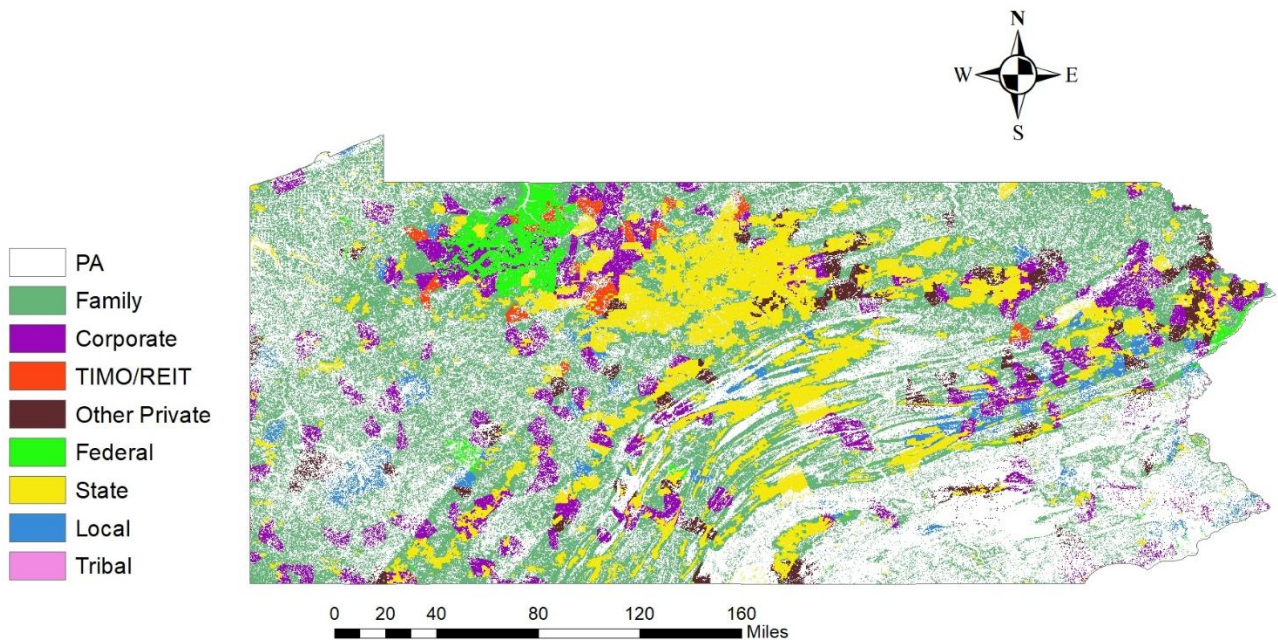 N
W E
S
PA
Family
Corporate
TIMO/REIT
Other Private
Federal
State
Local
Tribal
0 20 40 80 120 160
Miles